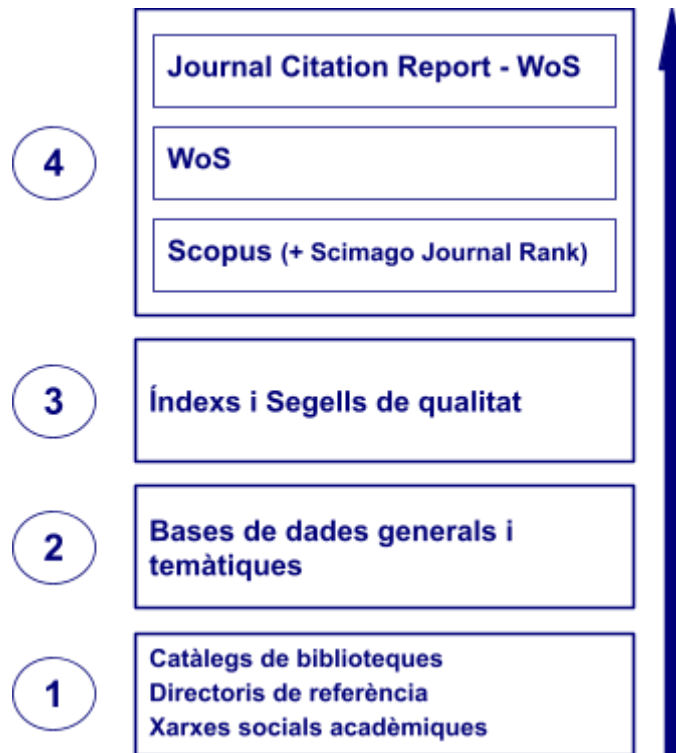 Journal Citation Report - WoS
4
WoS
Scopus (+ Scimago Journal Rank)
3
Índexs i Segells de qualitat
2
Bases de dades generals i
temàtiques
1
Catàlegs de biblioteques
Directoris de referència
Xarxes socials acadèmiques